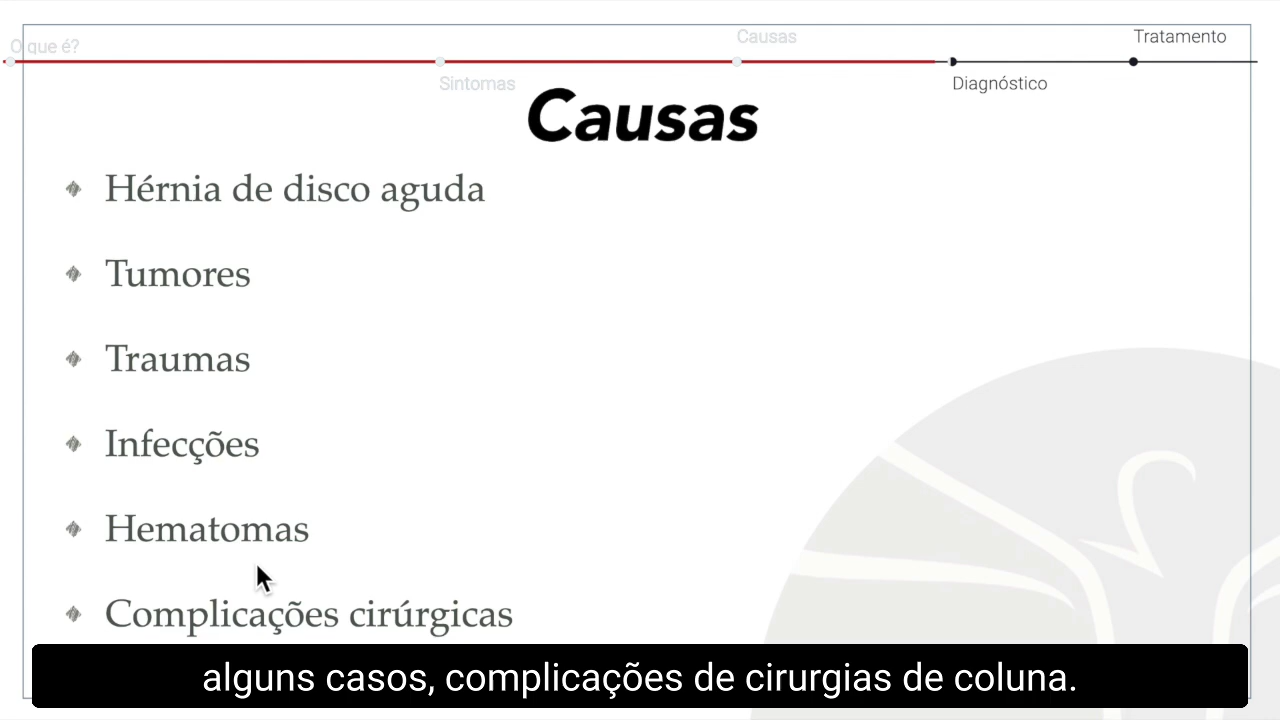 O que é?
Sintomas
Causas
Diagnóstico
Tratamento
Causas
Hérnia de disco aguda
Tumores
Traumas
Infecções
Hematomas
Complicações cirúrgicas
alguns casos, complicações de cirurgias de coluna.